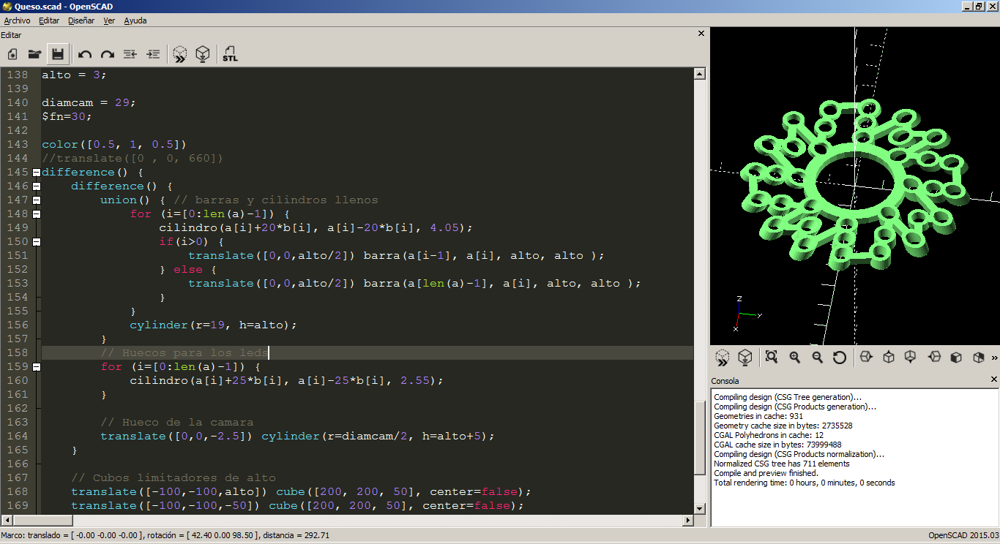 Queso.scad - OpenSCAD
Archivo Editar Diseñar Ver Ayuda
Editar
STL
138 alto = 3;
139
140 diamcam = 29;
141 $fn=30;
142
143 color([0.5, 1, 0.5])
144 //translate([0 , 0, 660])
145 difference() {
146 difference() {
147 union() { // barras y cilindros llenos
148 for (i=[0:len(a)-1]) {
149 cilindro(a[i]+20*b[i], a[i]-20*b[i], 4.05);
150 if(i>0) {
151 translate([0,0,alto/2]) barra(a[i-1], a[i], alto, alto );
152 } else {
153 translate([0,0,alto/2]) barra(a[len(a)-1], a[i], alto, alto );
154 }
155 }
156 cylinder(r=19, h=alto);
157 }
158 // Huecos para los leds
159 for (i=[0:len(a)-1]) {
160 cilindro(a[i]+25*b[i], a[i]-25*b[i], 2.55);
161 }
162
163 // Hueco de la camara
164 translate([0,0,-2.5]) cylinder(r=diamcam/2, h=alto+5);
165 }
166
167 // Cubos limitadores de alto
168 translate([-100,-100,alto]) cube([200, 200, 50], center=false);
169 translate([-100,-100,-50]) cube([200, 200, 50], center=false);
z
y
x
»
Consola
Compiling design (CSG Tree generation)...
Compiling design (CSG Products generation)...
Geometries in cache: 931
Geometry cache size in bytes: 2735528
CGAL Polyhedrons in cache: 12
CGAL cache size in bytes: 73999488
Compiling design (CSG Products normalization)...
Normalized CSG tree has 711 elements
Compile and preview finished.
Total rendering time: 0 hours, 0 minutes, 0 seconds
Marco: translado = [ -0.00 -0.00 -0.00 ], rotación = [ 42.40 0.00 98.50 ], distancia = 292.71
OpenSCAD 2015.03